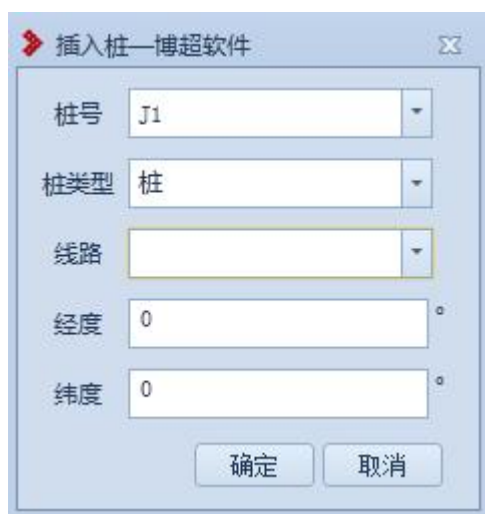 插入桩—博超软件
桩号 J1
桩类型 桩
线路
经度 0 °
纬度 0 °
确定 取消